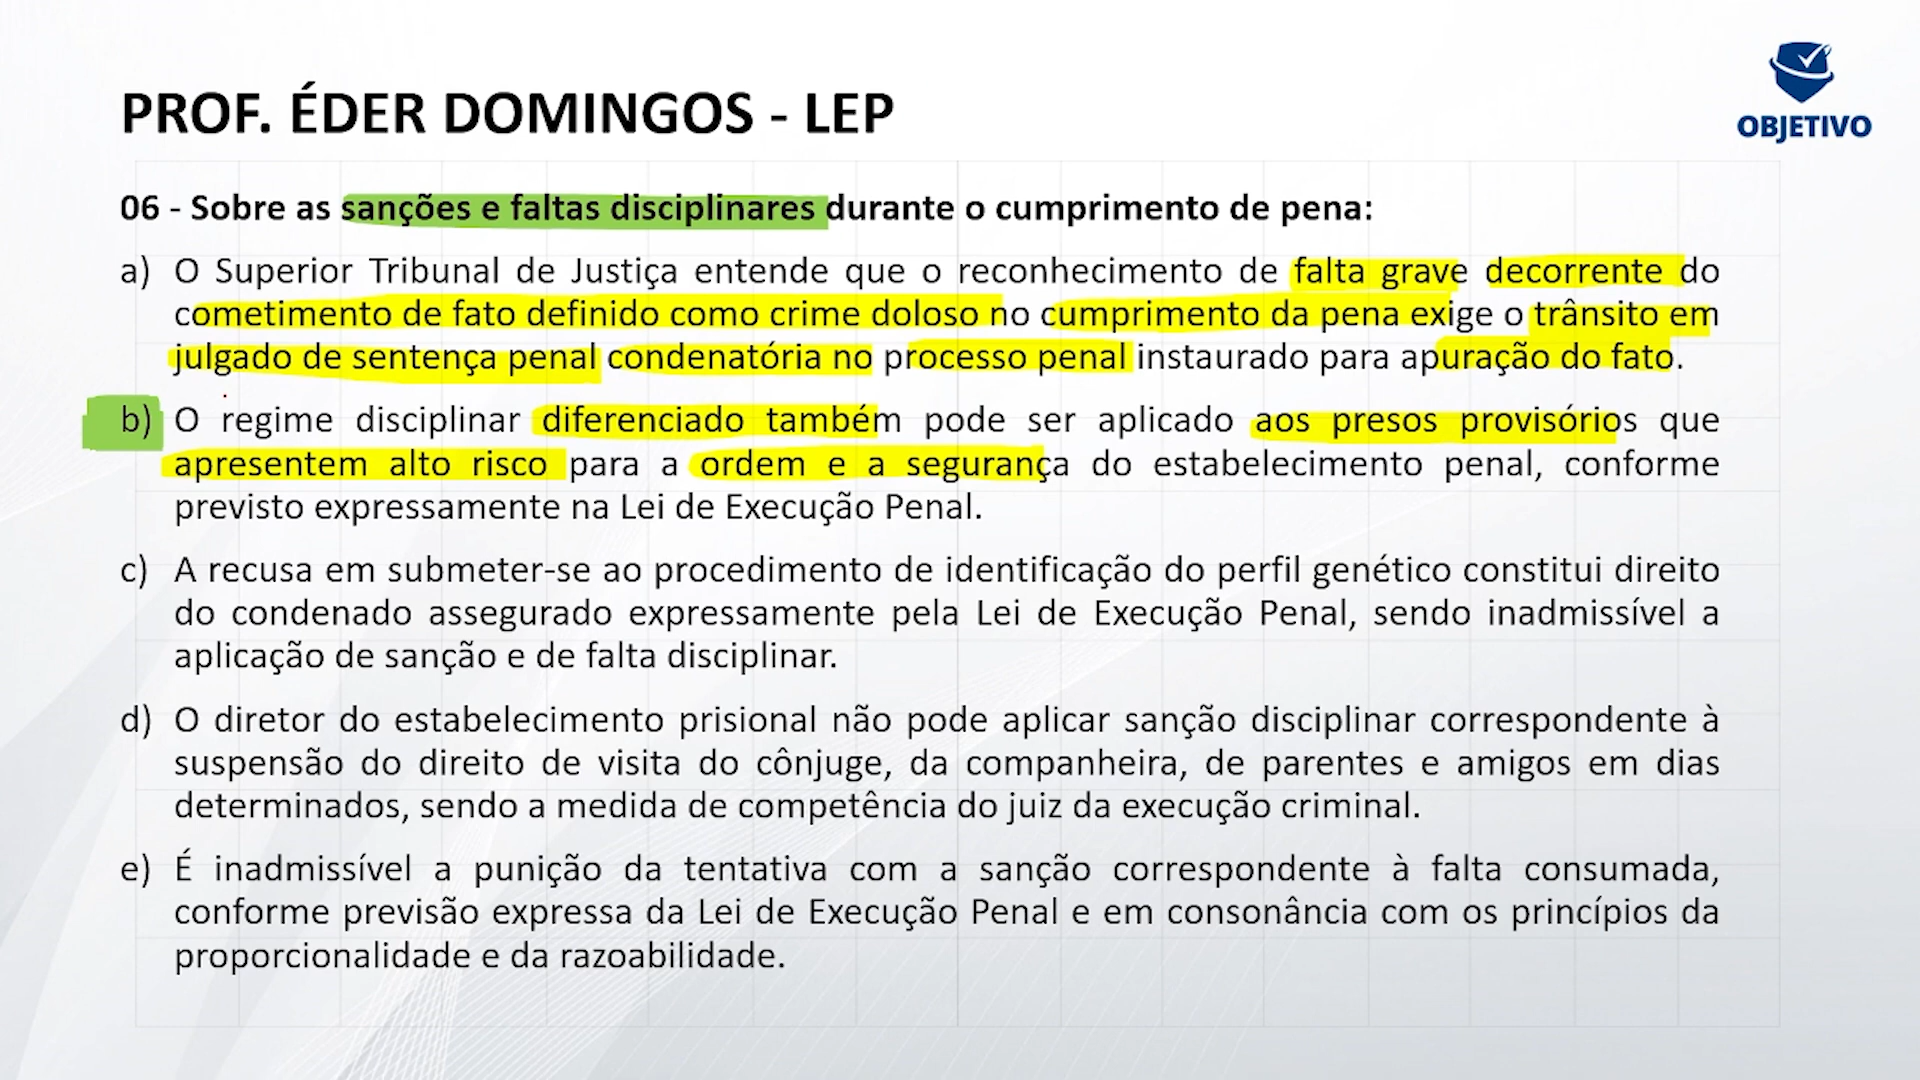 OBJETIVO
PROF. ÉDER DOMINGOS - LEP
06 - Sobre as sanções e faltas disciplinares durante o cumprimento de pena:
a) O Superior Tribunal de Justiça entende que o reconhecimento de falta grave decorrente do
cometimento de fato definido como crime doloso no cumprimento da pena exige o trânsito em
julgado de sentença penal condenatória no processo penal instaurado para apuração do fato.
b) O regime disciplinar diferenciado também pode ser aplicado aos presos provisórios que
apresentem alto risco para a ordem e a segurança do estabelecimento penal, conforme
previsto expressamente na Lei de Execução Penal.
c) A recusa em submeter-se ao procedimento de identificação do perfil genético constitui direito
do condenado assegurado expressamente pela Lei de Execução Penal, sendo inadmissível a
aplicação de sanção e de falta disciplinar.
d) O diretor do estabelecimento prisional não pode aplicar sanção disciplinar correspondente à
suspensão do direito de visita do cônjuge, da companheira, de parentes e amigos em dias
determinados, sendo a medida de competência do juiz da execução criminal.
e) É inadmissível a punição da tentativa com a sanção correspondente à falta consumada,
conforme previsão expressa da Lei de Execução Penal e em consonância com os princípios da
proporcionalidade e da razoabilidade.